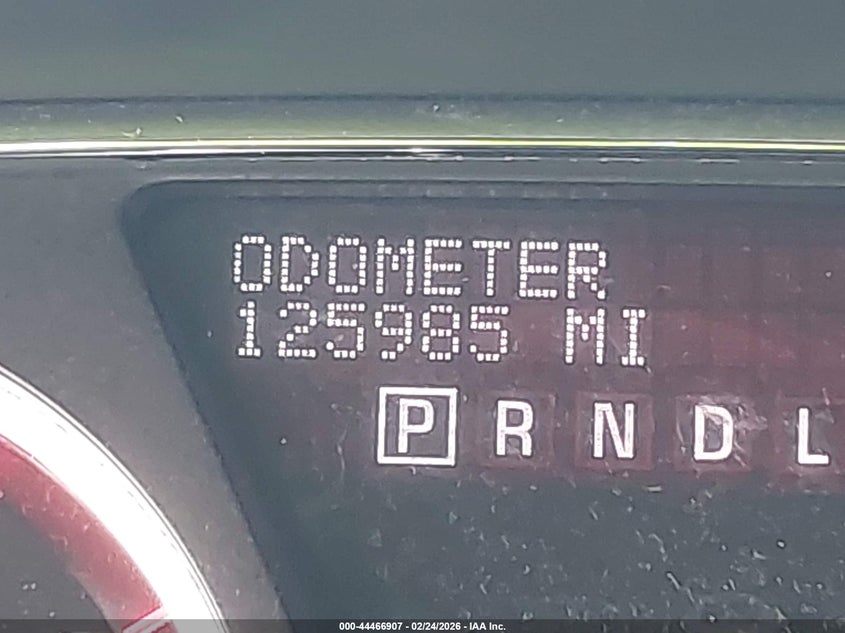 ODOMETER
125985 MI
P R N D L
000-44466907 - 02/24/2026 - IAA Inc.